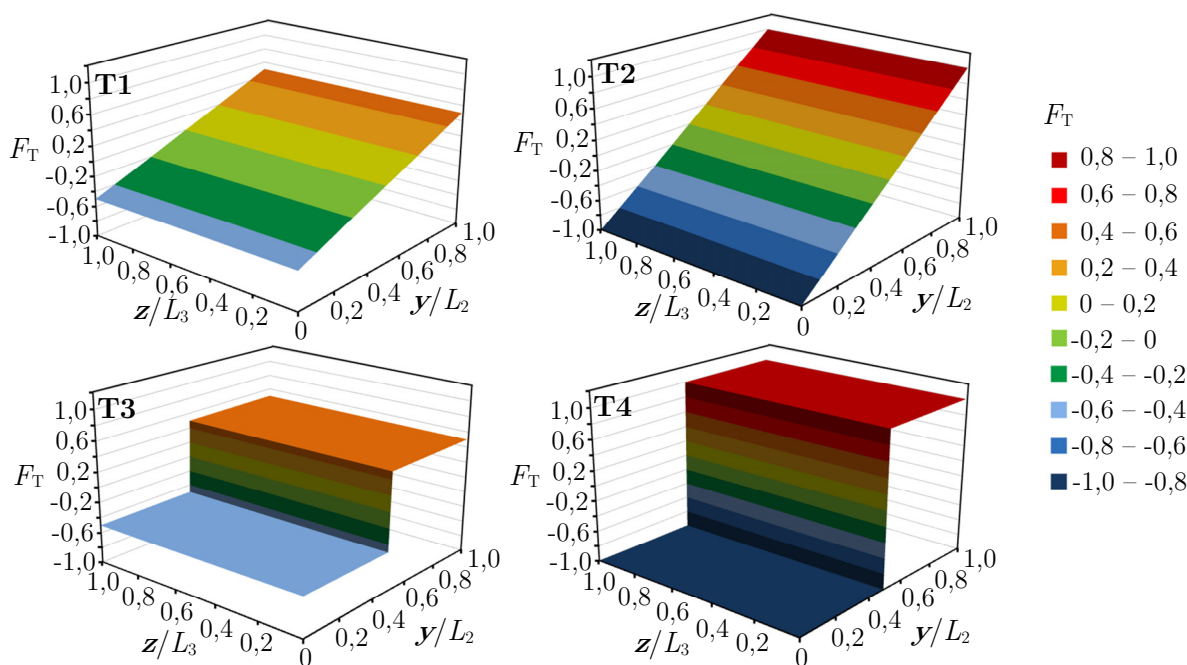 T1
1,0
0,6
0,2
-0,2
-0,6
-1,0
F_T
1,0
0,8
0,6
0,4
0,2
0
z/L_3
0,2
0,4
0,6
0,8
1,0
y/L_2
T2
1,0
0,6
0,2
-0,2
-0,6
-1,0
F_T
1,0
0,8
0,6
0,4
0,2
0
z/L_3
0,2
0,4
0,6
0,8
1,0
y/L_2
T3
1,0
0,6
0,2
-0,2
-0,6
-1,0
F_T
1,0
0,8
0,6
0,4
0,2
0
z/L_3
0,2
0,4
0,6
0,8
1,0
y/L_2
T4
1,0
0,6
0,2
-0,2
-0,6
-1,0
F_T
1,0
0,8
0,6
0,4
0,2
0
z/L_3
0,2
0,4
0,6
0,8
1,0
y/L_2
F_T
0,8 – 1,0
0,6 – 0,8
0,4 – 0,6
0,2 – 0,4
0 – 0,2
-0,2 – 0
-0,4 – -0,2
-0,6 – -0,4
-0,8 – -0,6
-1,0 – -0,8